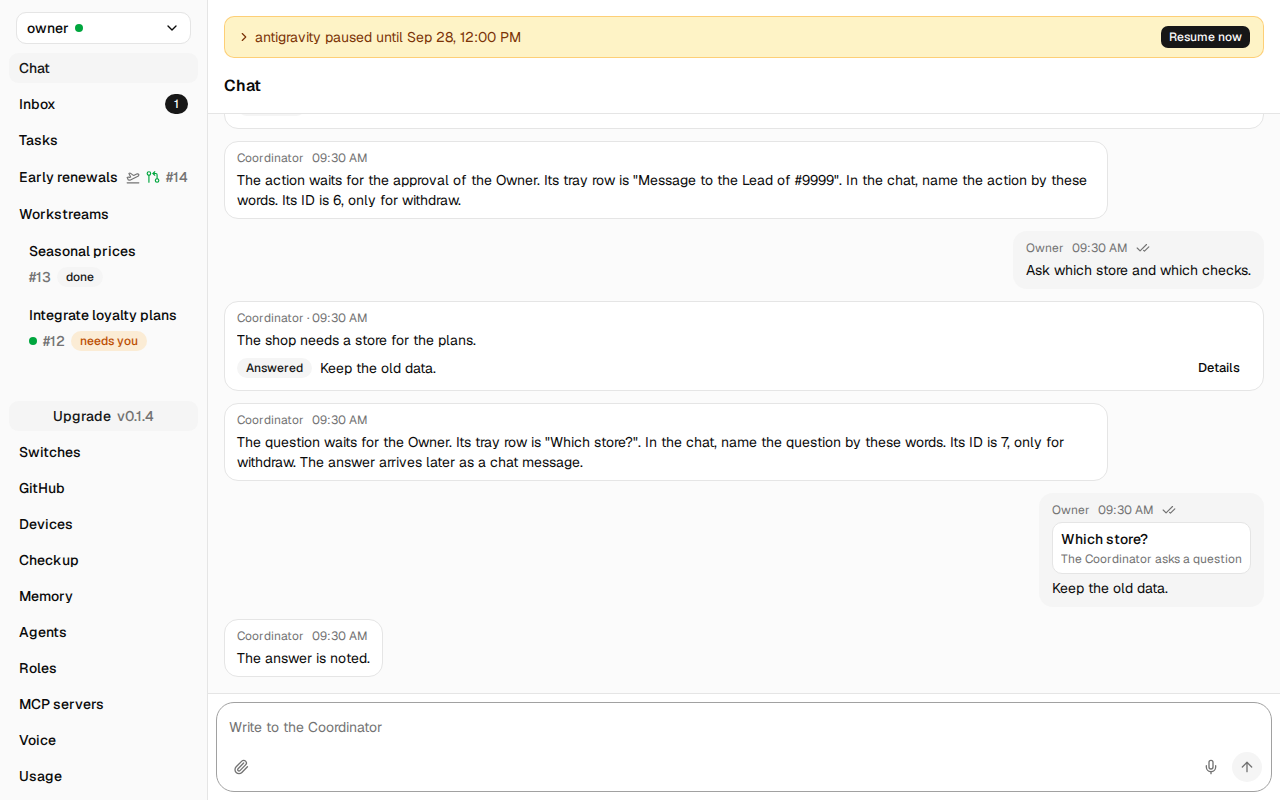 owner
Chat
Inbox 1
Tasks
Early renewals #14
Workstreams
Seasonal prices
#13 done
Integrate loyalty plans
#12 needs you
Upgrade v0.1.4
Switches
GitHub
Devices
Checkup
Memory
Agents
Roles
MCP servers
Voice
Usage
antigravity paused until Sep 28, 12:00 PM
Resume now
Chat
Coordinator 09:30 AM
The action waits for the approval of the Owner. Its tray row is "Message to the Lead of #9999". In the chat, name the action by these
words. Its ID is 6, only for withdraw.
Owner 09:30 AM
Ask which store and which checks.
Coordinator · 09:30 AM
The shop needs a store for the plans.
Answered Keep the old data. Details
Coordinator 09:30 AM
The question waits for the Owner. Its tray row is "Which store?". In the chat, name the question by these words. Its ID is 7, only for
withdraw. The answer arrives later as a chat message.
Owner 09:30 AM
Which store?
The Coordinator asks a question
Keep the old data.
Coordinator 09:30 AM
The answer is noted.
Write to the Coordinator